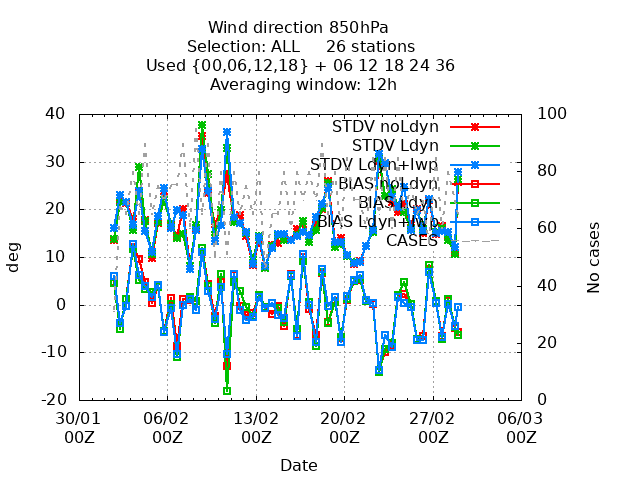 Wind direction 850hPa
Selection: ALL 26 stations
Used {00,06,12,18} + 06 12 18 24 36
Averaging window: 12h
40
30
20
10
0
-10
-20
deg
100
80
60
40
20
0
No cases
STDV noLdyn
STDV Ldyn
STDV Ldyn+lwp
BIAS noLdyn
BIAS Ldyn
BIAS Ldyn+lwp
CASES
30/01 06/02 13/02 20/02 27/02 06/03
00Z 00Z 00Z 00Z 00Z 00Z
Date